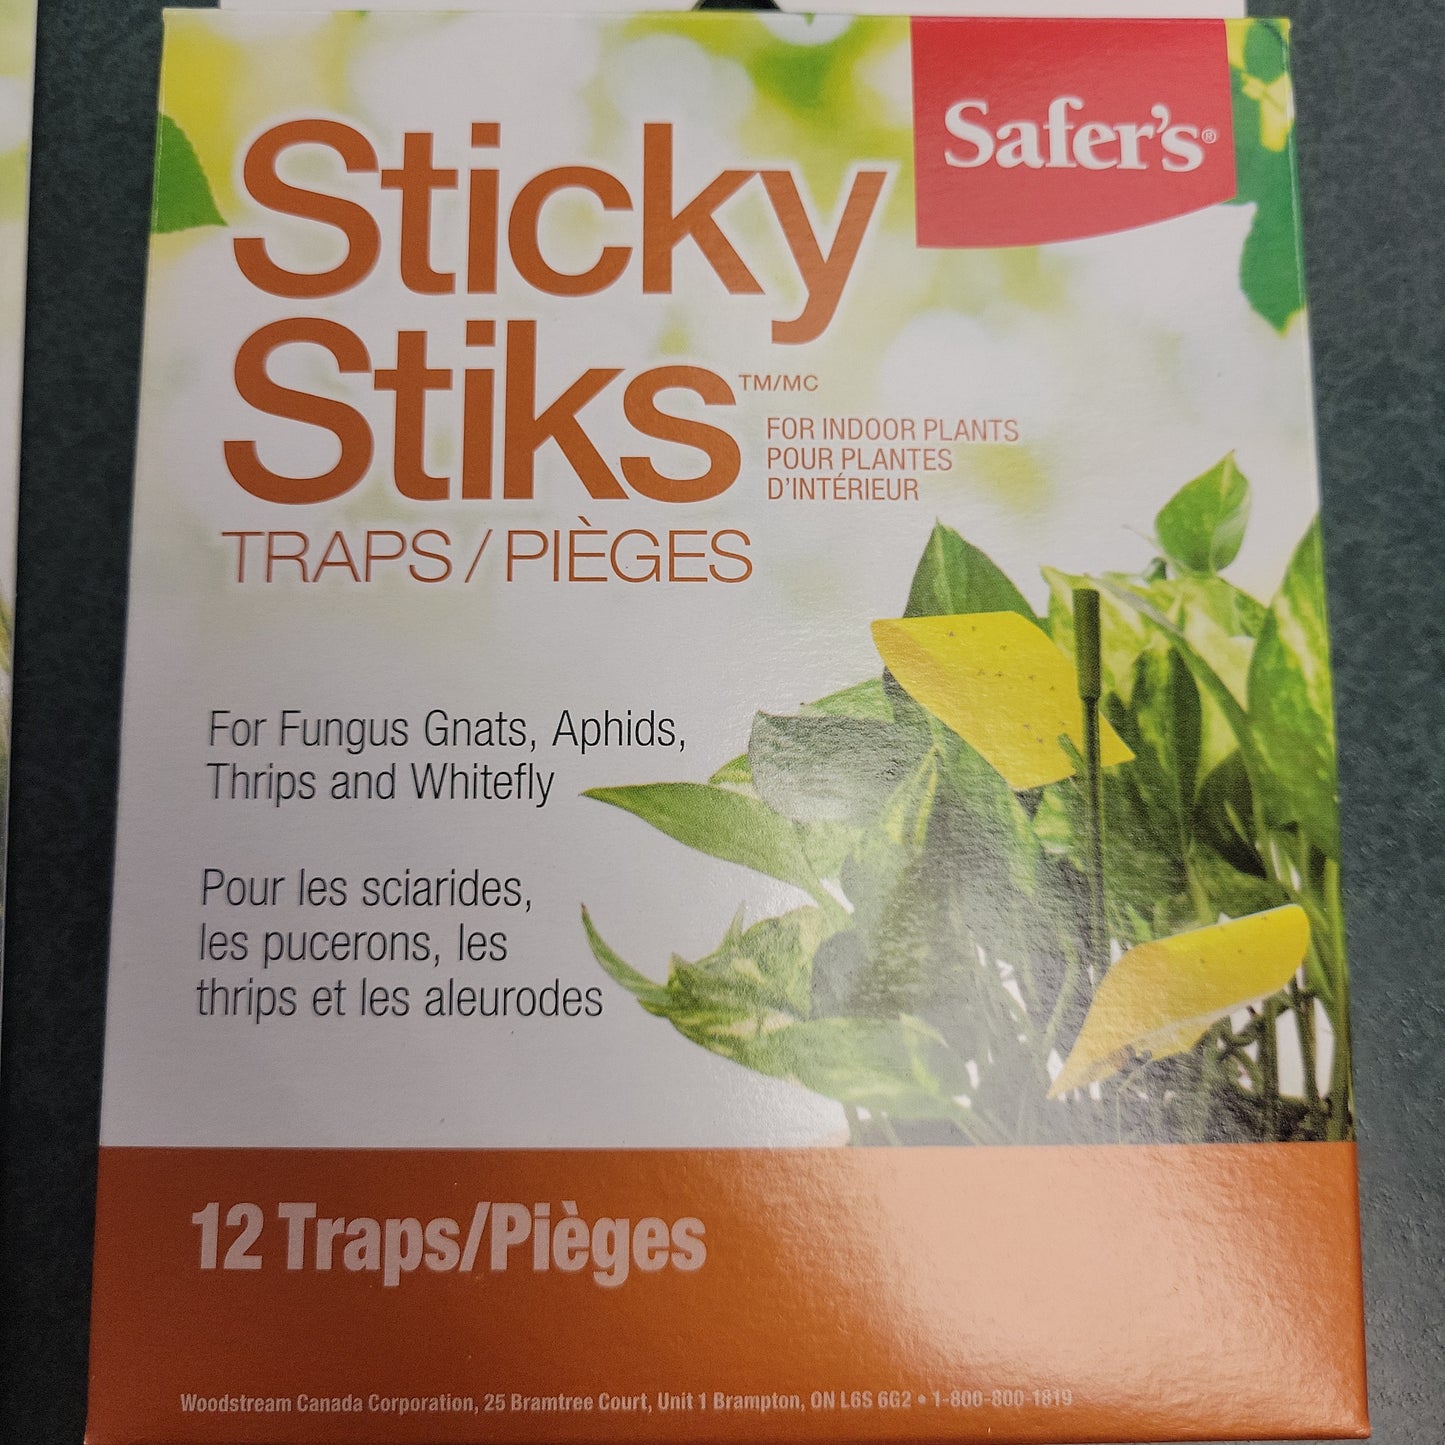 Safer's®
Sticky
Stiks™/MC
FOR INDOOR PLANTS
POUR PLANTES
D'INTÉRIEUR
TRAPS / PIÈGES
For Fungus Gnats, Aphids,
Thrips and Whitefly
Pour les sciarides,
les pucerons, les
thrips et les aleurodes
12 Traps/Pièges
Woodstream Canada Corporation, 25 Bramtree Court, Unit 1 Brampton, ON L6S 6G2 • 1-800-800-1819